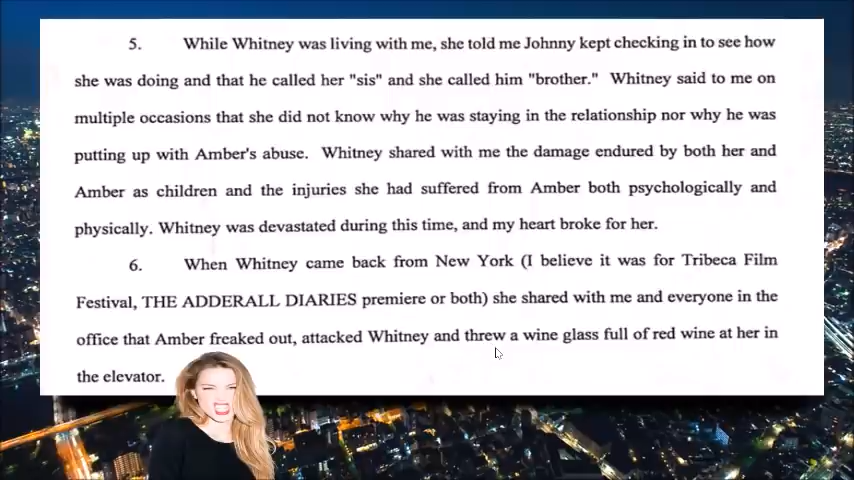 5. While Whitney was living with me, she told me Johnny kept checking in to see how
she was doing and that he called her "sis" and she called him "brother." Whitney said to me on
multiple occasions that she did not know why he was staying in the relationship nor why he was
putting up with Amber's abuse. Whitney shared with me the damage endured by both her and
Amber as children and the injuries she had suffered from Amber both psychologically and
physically. Whitney was devastated during this time, and my heart broke for her.
6. When Whitney came back from New York (I believe it was for Tribeca Film
Festival, THE ADDERALL DIARIES premiere or both) she shared with me and everyone in the
office that Amber freaked out, attacked Whitney and threw a wine glass full of red wine at her in
the elevator.